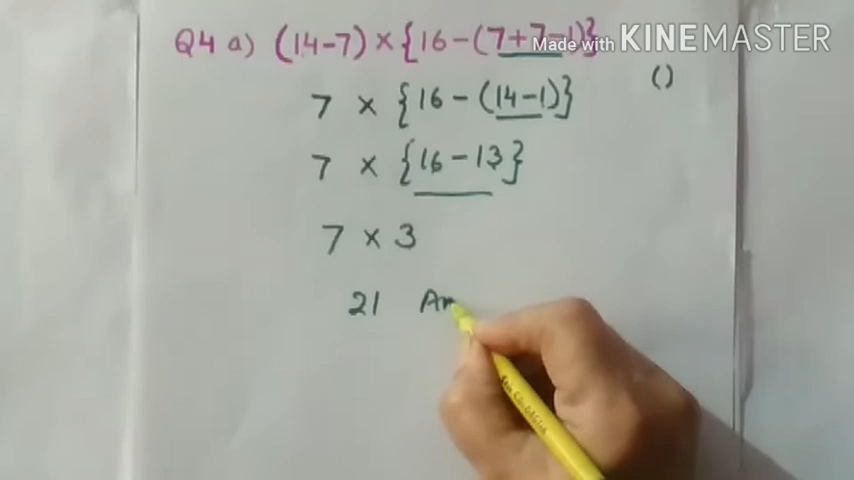 Q4 a) (14-7) × {16-(7+7-1)}
Made with KINEMASTER
()
7 × {16-(14-1)}
7 × {16-13}
7 × 3
21 An